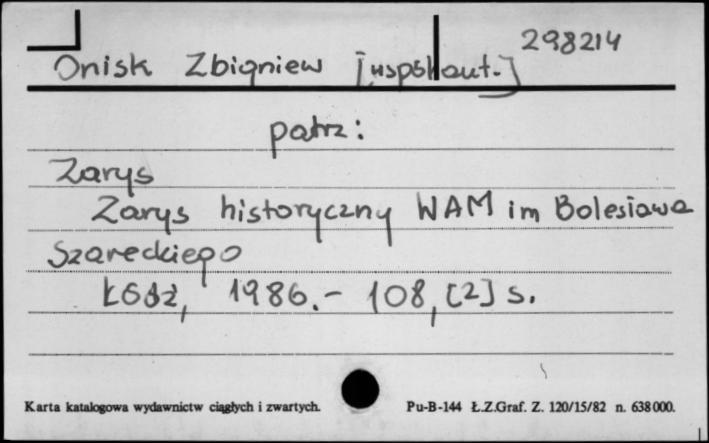 298214
Onisk Zbigniew [współaut.]
patrz:
Zarys
Zarys historyczny WAM im Bolesława
Szareckiego
Łódź, 1986.- 108, [2] s.
Karta katalogowa wydawnictw ciągłych i zwartych. Pu-B-144 Ł.Z.Graf. Z. 120/15/82 n. 638000.